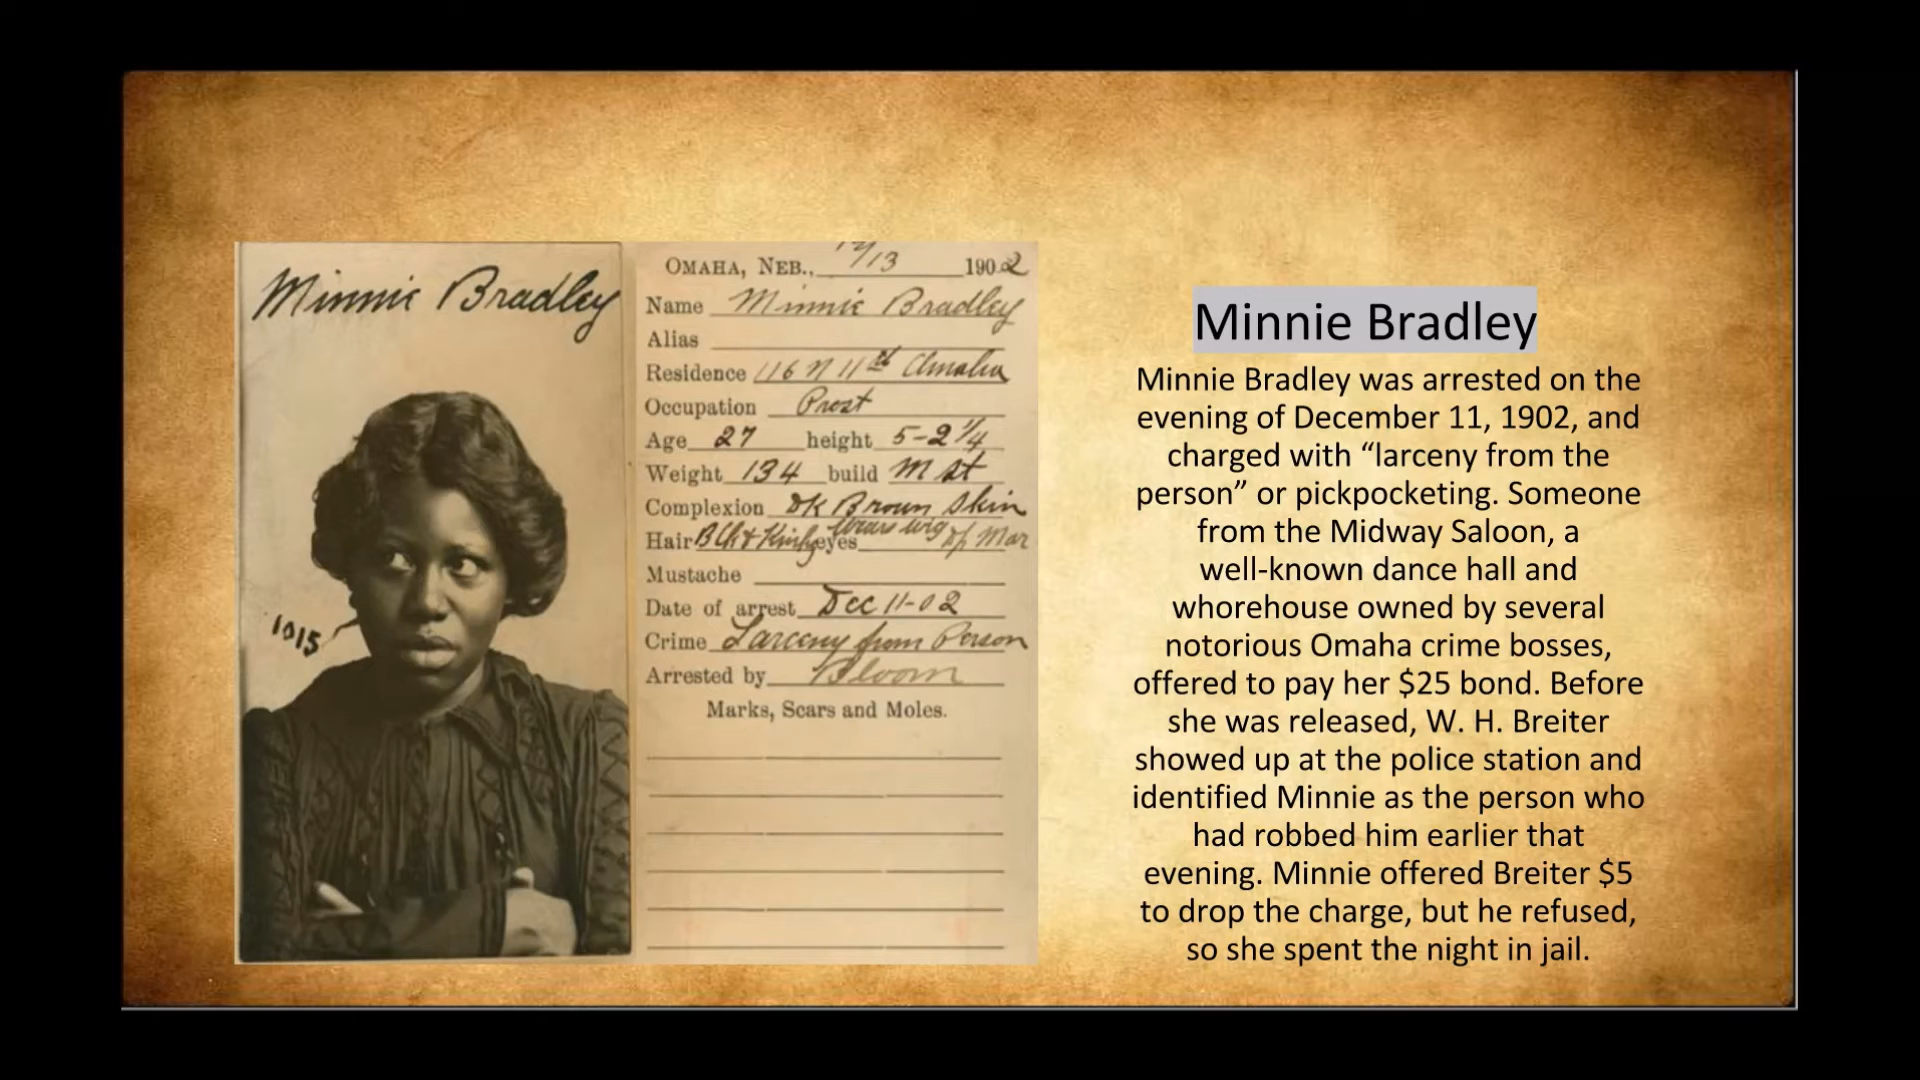 Minnie Bradley
1015
OMAHA, NEB., 12/13 1902
Name Minnie Bradley
Alias
Residence 116 N 11th Omaha
Occupation Prost
Age 27 height 5-2 1/4
Weight 134 build M St
Complexion Dk Brown Skin
wears wig
Hair Blk & Kinky eyes Mar
Mustache
Date of arrest Dec 11-02
Crime Larceny from Person
Arrested by Bloom
Marks, Scars and Moles.
Minnie Bradley
Minnie Bradley was arrested on the
evening of December 11, 1902, and
charged with “larceny from the
person” or pickpocketing. Someone
from the Midway Saloon, a
well-known dance hall and
whorehouse owned by several
notorious Omaha crime bosses,
offered to pay her $25 bond. Before
she was released, W. H. Breiter
showed up at the police station and
identified Minnie as the person who
had robbed him earlier that
evening. Minnie offered Breiter $5
to drop the charge, but he refused,
so she spent the night in jail.